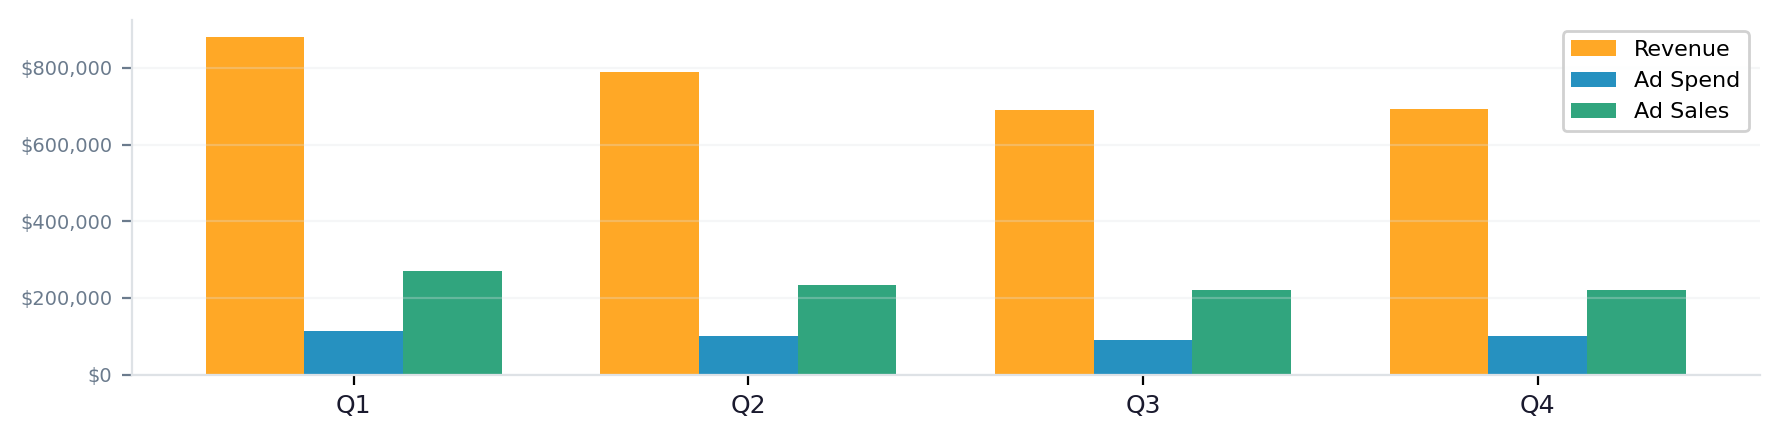 $800,000
$600,000
$400,000
$200,000
$0
Q1 Q2 Q3 Q4
Revenue
Ad Spend
Ad Sales